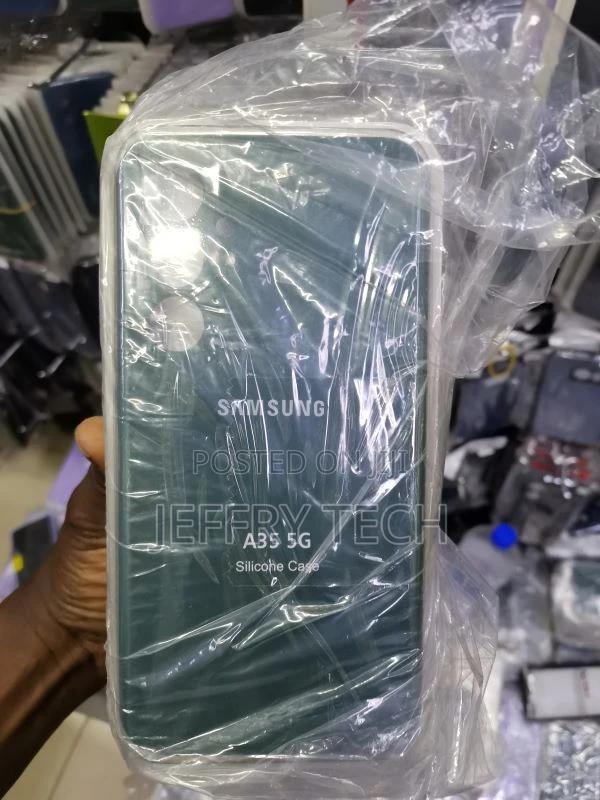 SAMSUNG
POSTED ON JIJI
JEFFRY TECH
A35 5G
Silicone Case